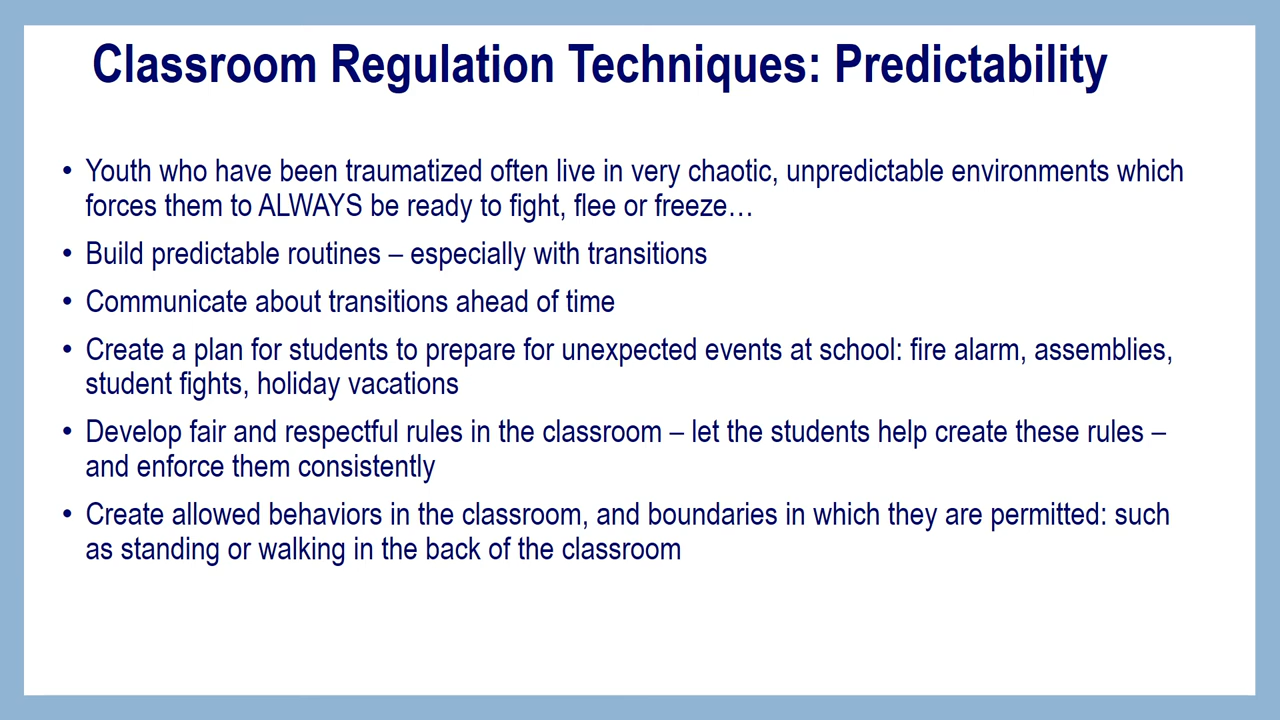 Classroom Regulation Techniques: Predictability
• Youth who have been traumatized often live in very chaotic, unpredictable environments which
forces them to ALWAYS be ready to fight, flee or freeze…
• Build predictable routines – especially with transitions
• Communicate about transitions ahead of time
• Create a plan for students to prepare for unexpected events at school: fire alarm, assemblies,
student fights, holiday vacations
• Develop fair and respectful rules in the classroom – let the students help create these rules –
and enforce them consistently
• Create allowed behaviors in the classroom, and boundaries in which they are permitted: such
as standing or walking in the back of the classroom